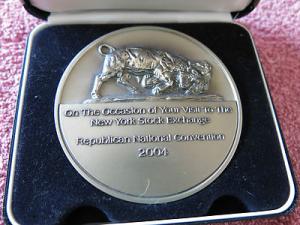 On The Occasion of Your Visit to the
New York Stock Exchange
Republican National Convention
2004